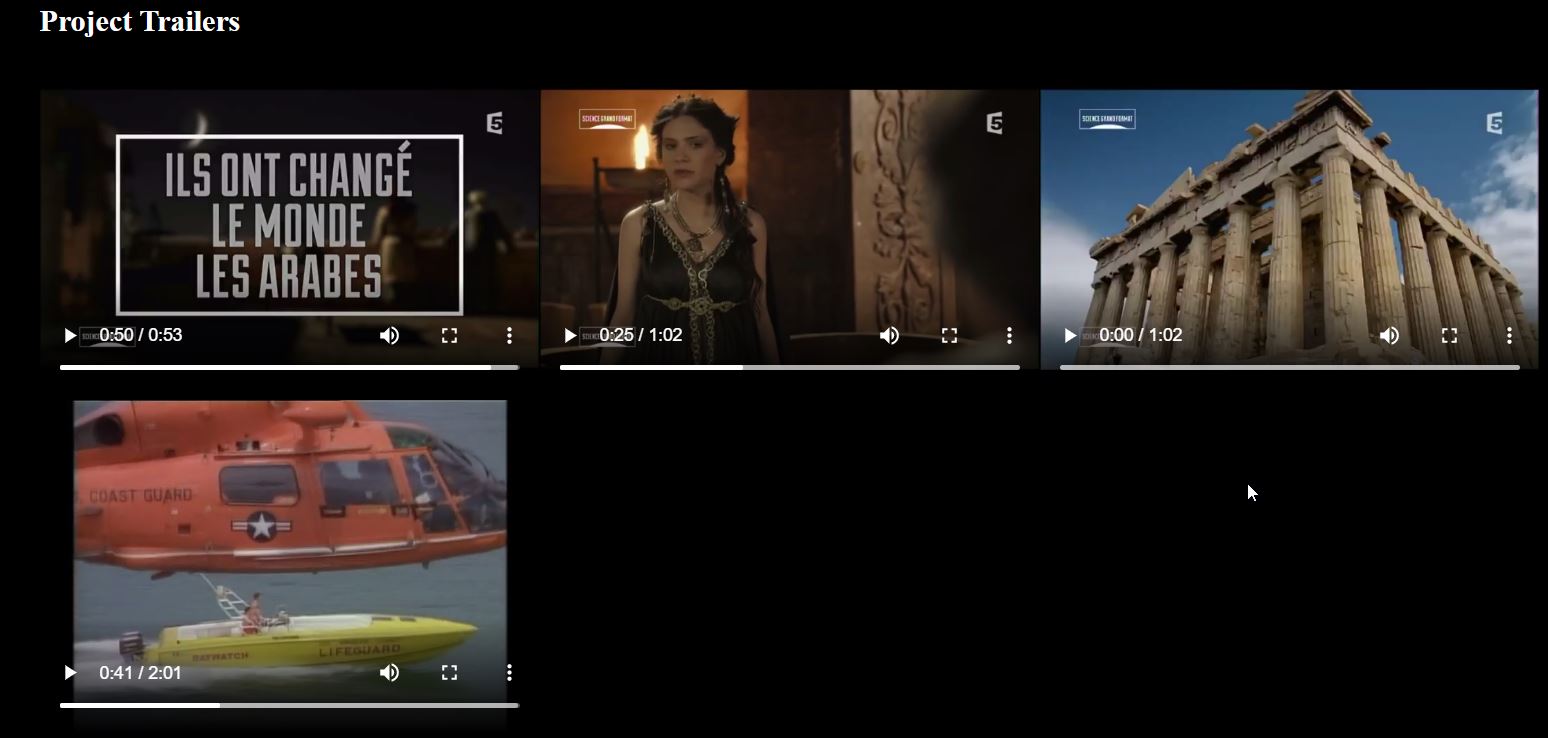 Project Trailers
5
SCIENCE GRAND FORMAT
5
SCIENCE GRAND FORMAT
5
ILS ONT CHANGÉ
LE MONDE
LES ARABES
0:50 / 0:53
0:25 / 1:02
0:00 / 1:02
COAST GUARD
BAYWATCH
LIFEGUARD
0:41 / 2:01